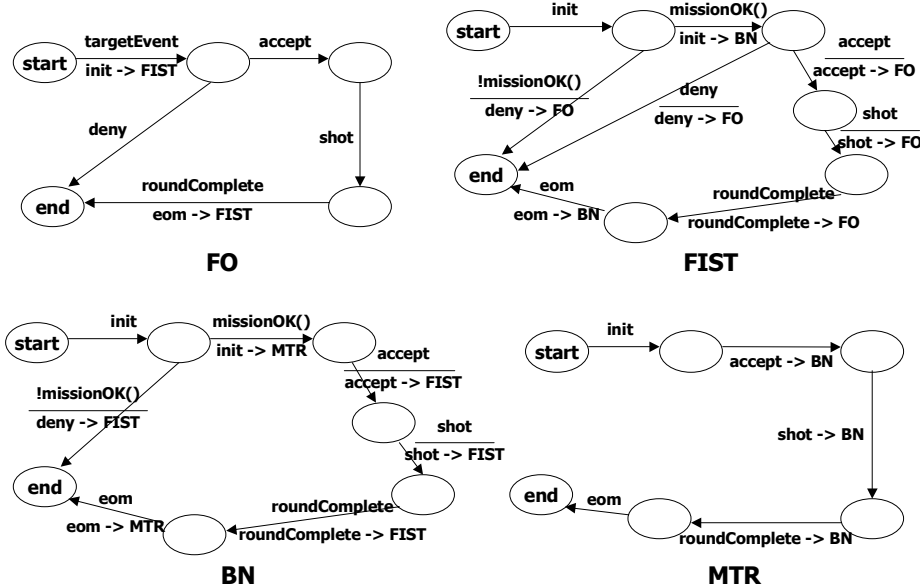 targetEvent
accept
start
init -> FIST
deny
shot
roundComplete
end
eom -> FIST
FO
init
missionOK()
start
init -> BN
accept
accept -> FO
!missionOK()
deny -> FO
deny
deny -> FO
shot
shot -> FO
end
eom
eom -> BN
roundComplete
roundComplete -> FO
FIST
init
missionOK()
start
init -> MTR
accept
accept -> FIST
!missionOK()
deny -> FIST
shot
shot -> FIST
end
eom
eom -> MTR
roundComplete
roundComplete -> FIST
BN
init
start
accept -> BN
shot -> BN
end
eom
roundComplete -> BN
MTR